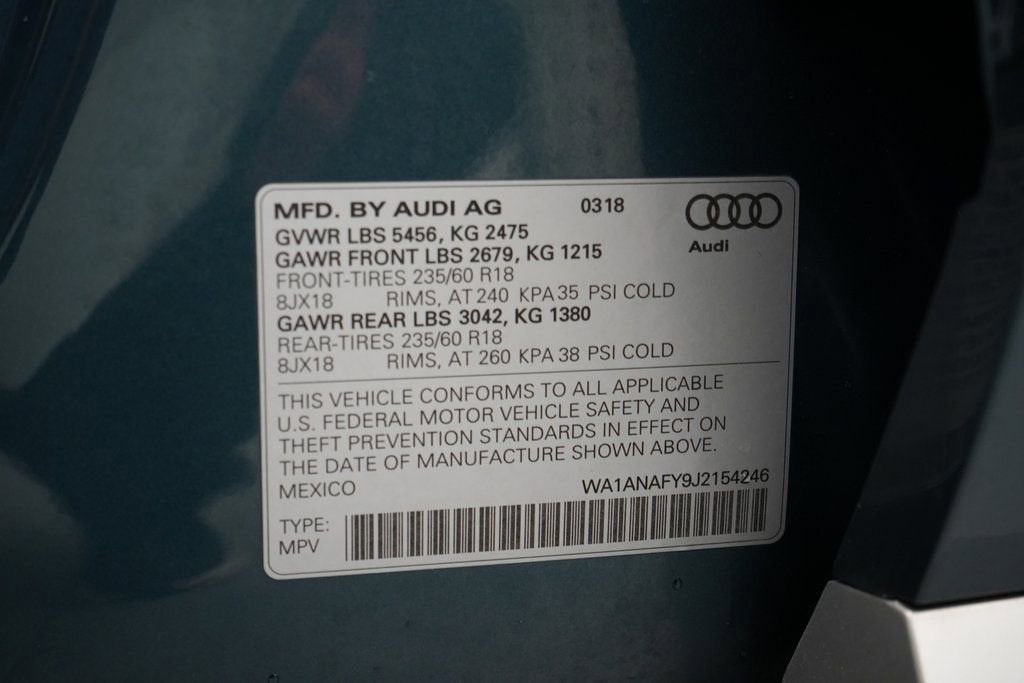 MFD. BY AUDI AG 0318
Audi
GVWR LBS 5456, KG 2475
GAWR FRONT LBS 2679, KG 1215
FRONT-TIRES 235/60 R18
8JX18 RIMS, AT 240 KPA 35 PSI COLD
GAWR REAR LBS 3042, KG 1380
REAR-TIRES 235/60 R18
8JX18 RIMS, AT 260 KPA 38 PSI COLD
THIS VEHICLE CONFORMS TO ALL APPLICABLE
U.S. FEDERAL MOTOR VEHICLE SAFETY AND
THEFT PREVENTION STANDARDS IN EFFECT ON
THE DATE OF MANUFACTURE SHOWN ABOVE.
MEXICO WA1ANAFY9J2154246
TYPE:
MPV